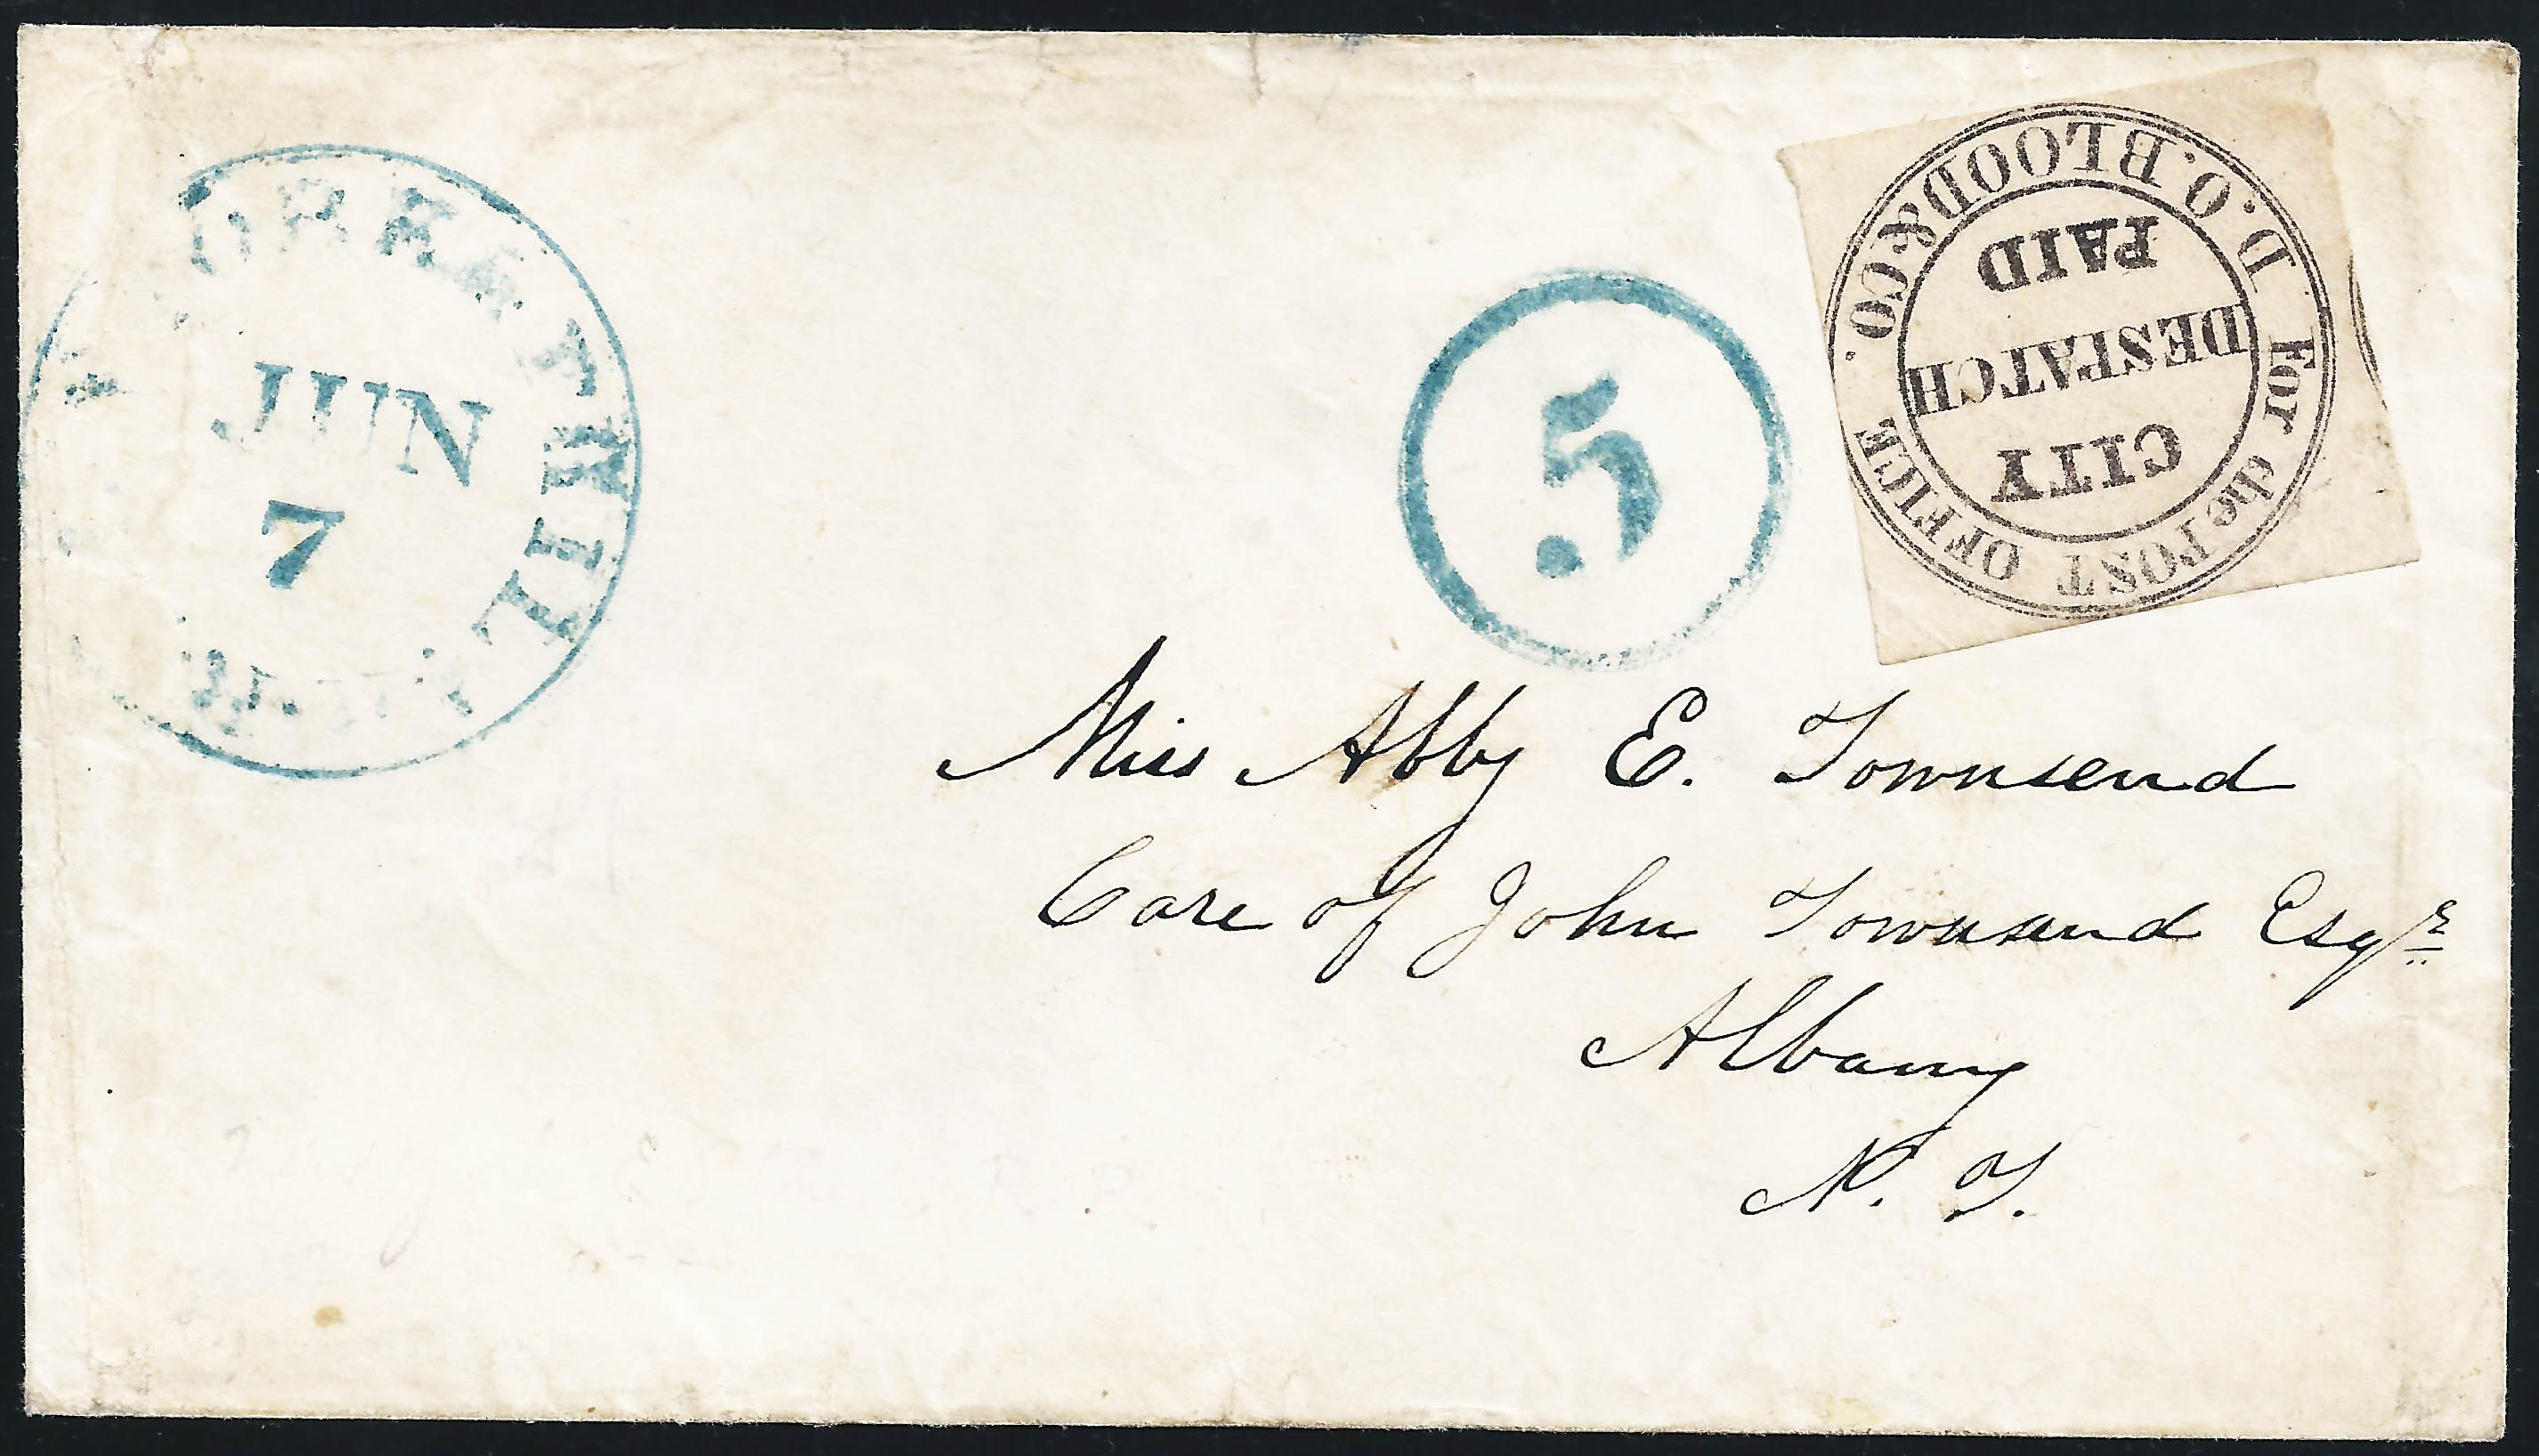 JUN
7
5
D.O.BLOOD&CO.
For the POST OFFICE
CITY
DESPATCH
PAID
Miss Abby E. Townsend
Care of John Townsend Esqr
Albany
N. Y.